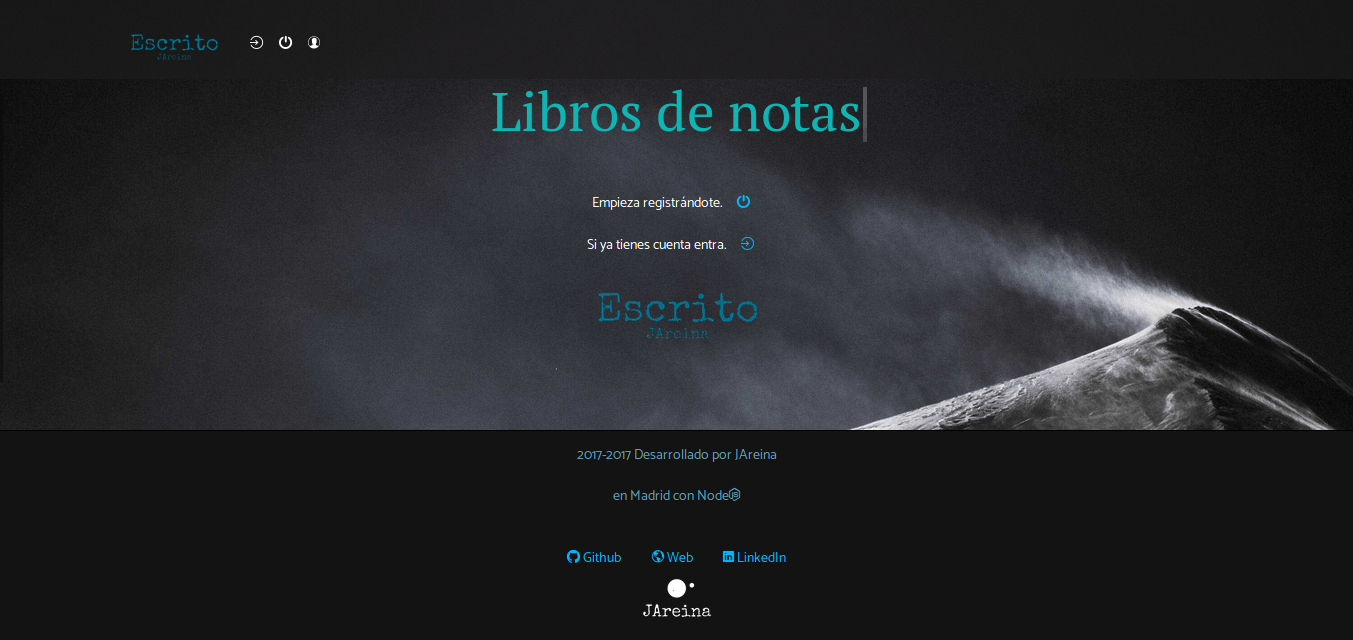 Escrito
JAreina
Libros de notas
Empieza registrándote.
Si ya tienes cuenta entra.
Escrito
JAreina
2017-2017 Desarrollado por JAreina
en Madrid con Node
Github Web LinkedIn
JAreina